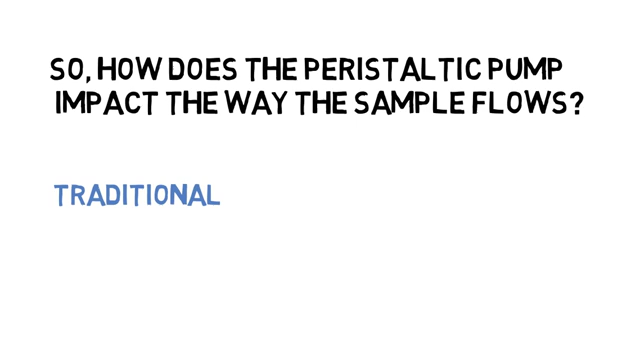 SO, HOW DOES THE PERISTALTIC PUMP
IMPACT THE WAY THE SAMPLE FLOWS?
TRADITIONAL